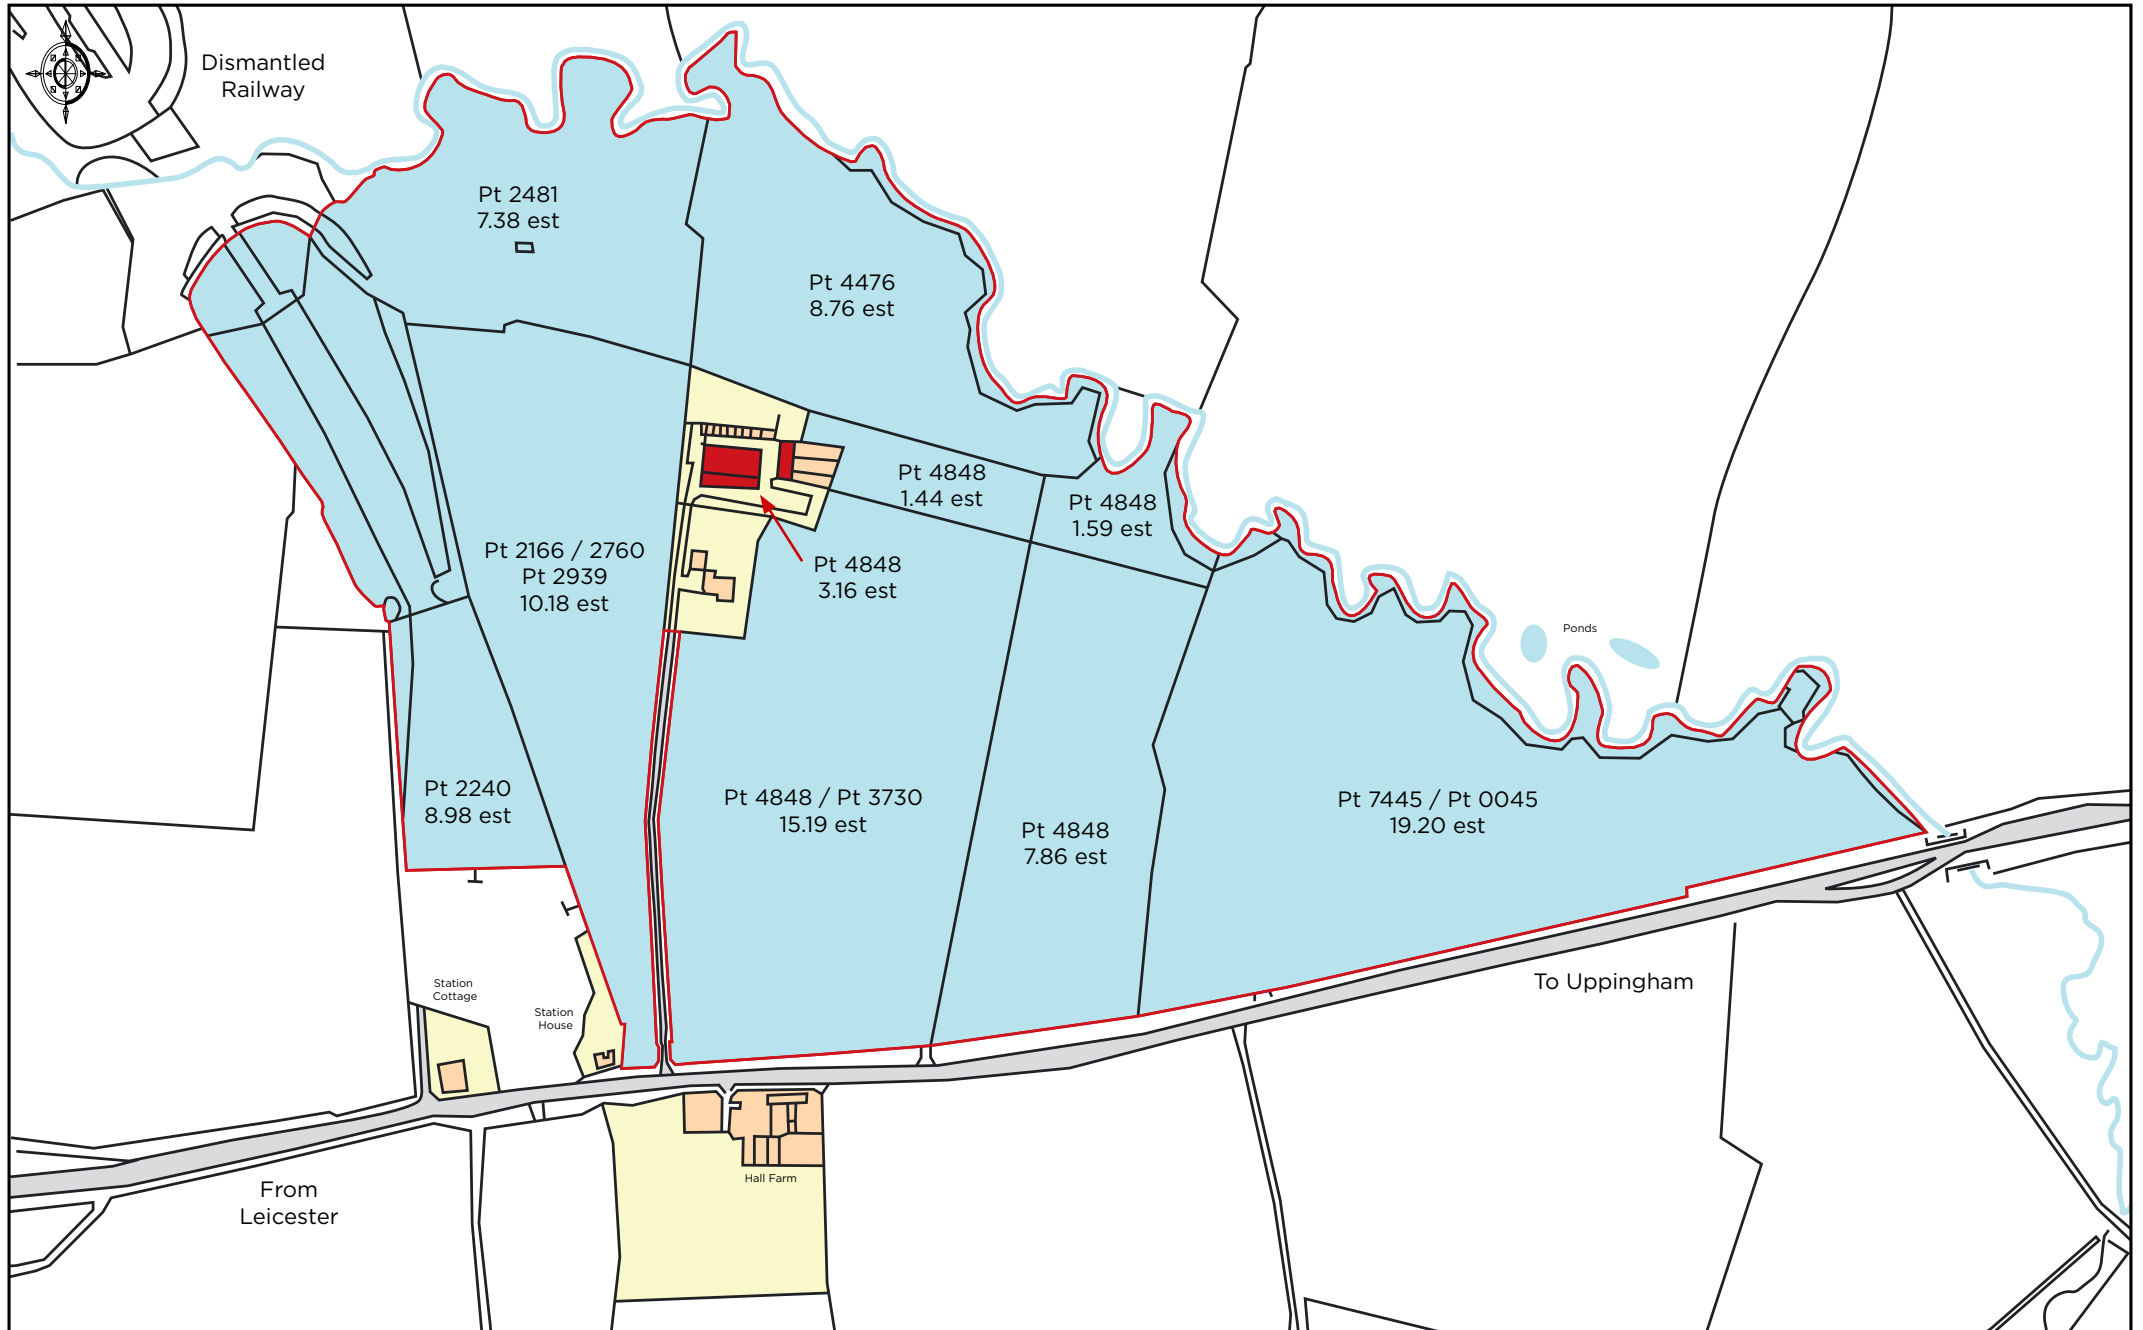 Dismantled
Railway
Pt 2481
7.38 est
Pt 4476
8.76 est
Pt 4848
1.44 est
Pt 4848
1.59 est
Pt 2166 / 2760
Pt 2939
10.18 est
Pt 4848
3.16 est
Ponds
Pt 2240
8.98 est
Pt 4848 / Pt 3730
15.19 est
Pt 4848
7.86 est
Pt 7445 / Pt 0045
19.20 est
Station
Cottage
Station
House
To Uppingham
Hall Farm
From
Leicester